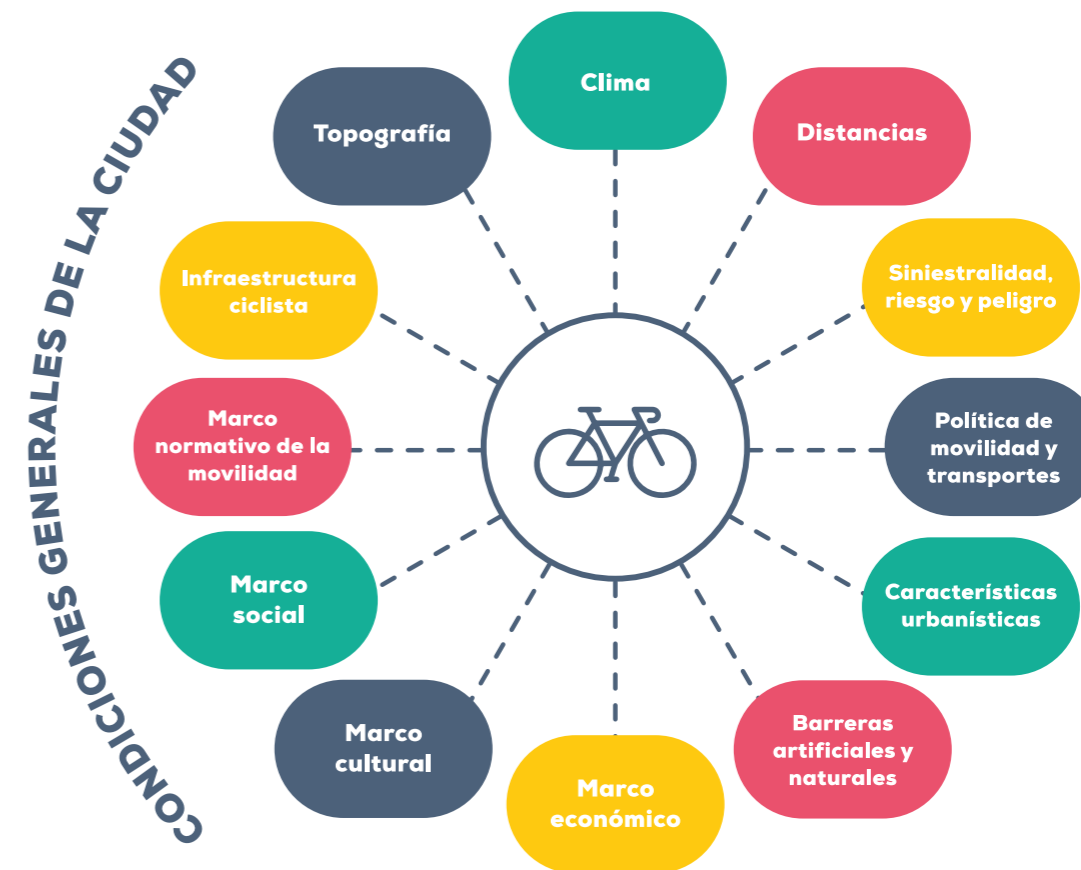 CONDICIONES GENERALES DE LA CIUDAD
Clima
Distancias
Siniestralidad,
riesgo y peligro
Política de
movilidad y
transportes
Característicías
urbanísticas
Barreras
artificiales y
naturales
Marco
económico
Marco
cultural
Marco
social
Marco
normativo de la
movilidad
Infraestructura
ciclista
Topografía